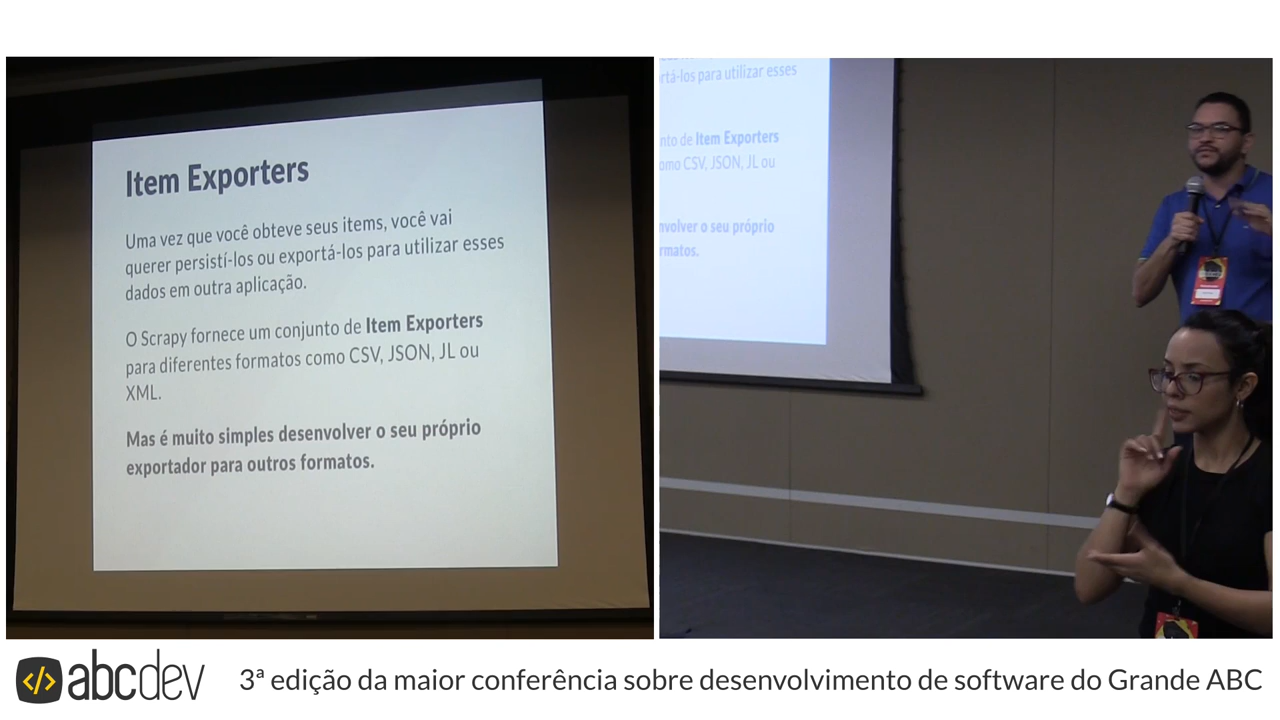 Item Exporters
Uma vez que você obteve seus items, você vai
querer persistí-los ou exportá-los para utilizar esses
dados em outra aplicação.
O Scrapy fornece um conjunto de Item Exporters
para diferentes formatos como CSV, JSON, JL ou
XML.
Mas é muito simples desenvolver o seu próprio
exportador para outros formatos.
rtá-los para utilizar esses
nto de Item Exporters
omo CSV, JSON, JL ou
nvolver o seu próprio
rmatos.
</> abcdev
3ª edição da maior conferência sobre desenvolvimento de software do Grande ABC